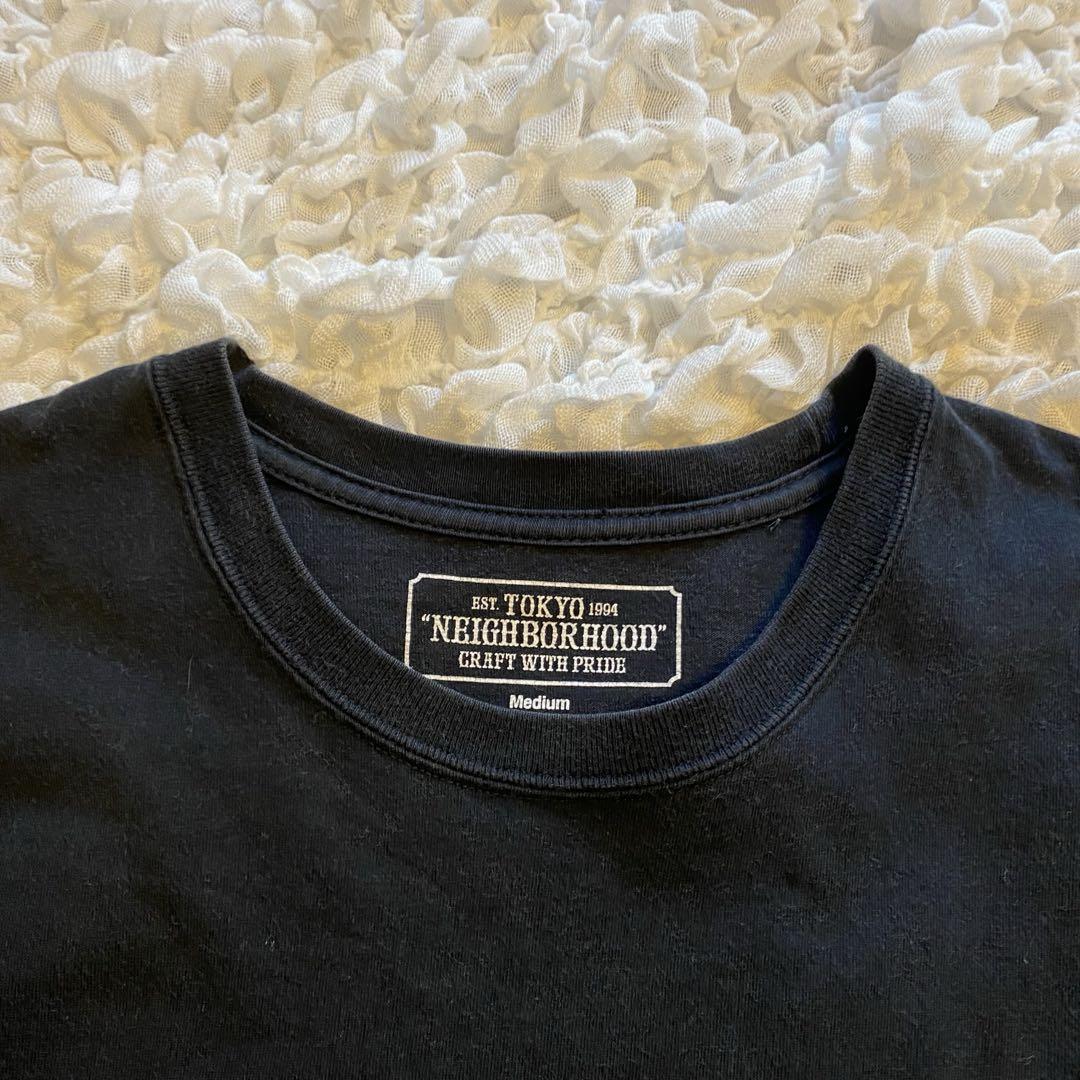 EST. TOKYO 1994
"NEIGHBORHOOD"
CRAFT WITH PRIDE
Medium